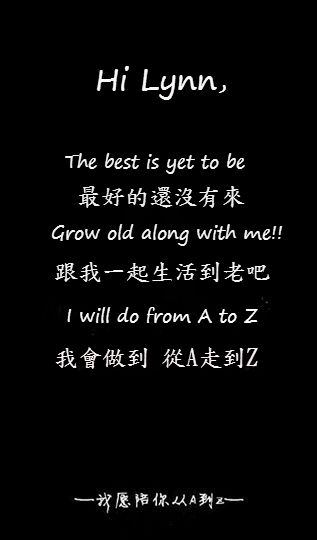 Hi Lynn,
The best is yet to be
最好的還沒有來
Grow old along with me!!
跟我一起生活到老吧
I will do from A to Z
我會做到 從A走到Z
—我愿陪你从A到Z—